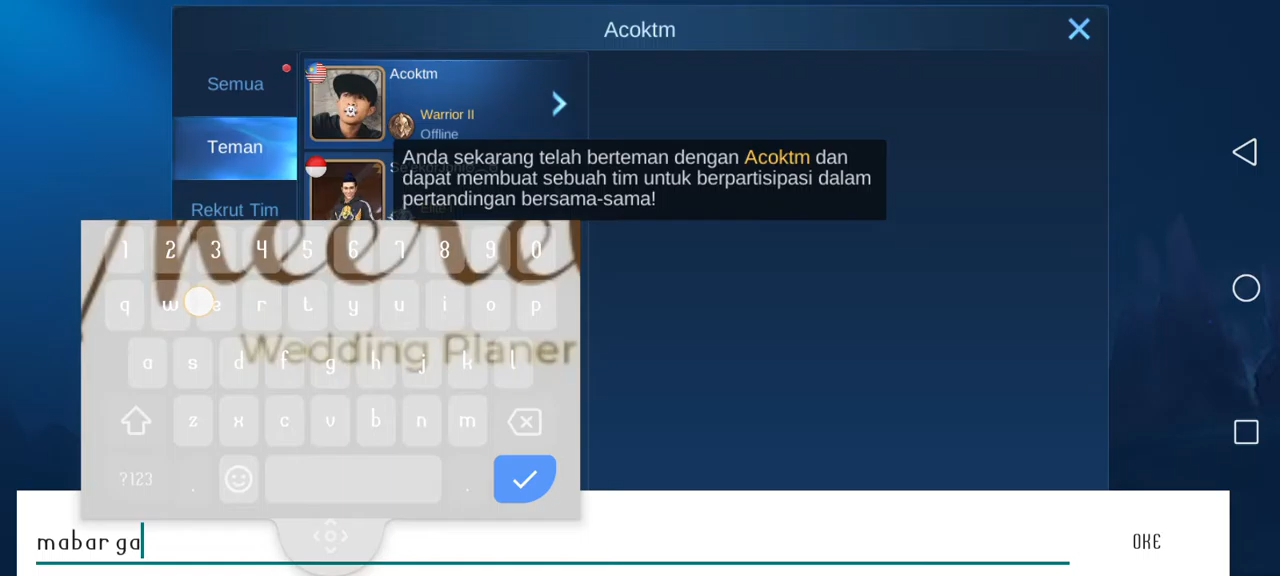 Acoktm
Semua
Teman
Rekrut Tim
Acoktm
Warrior II
Offline
Anda sekarang telah berteman dengan Acoktm dan
dapat membuat sebuah tim untuk berpartisipasi dalam
pertandingan bersama-sama!
1 2 3 4 5 6 7 8 9 0
q w e r t y u i o p
Wedding Planer
a s d f g h j k l
z x c v b n m
?123 . .
mabar ga
OKE